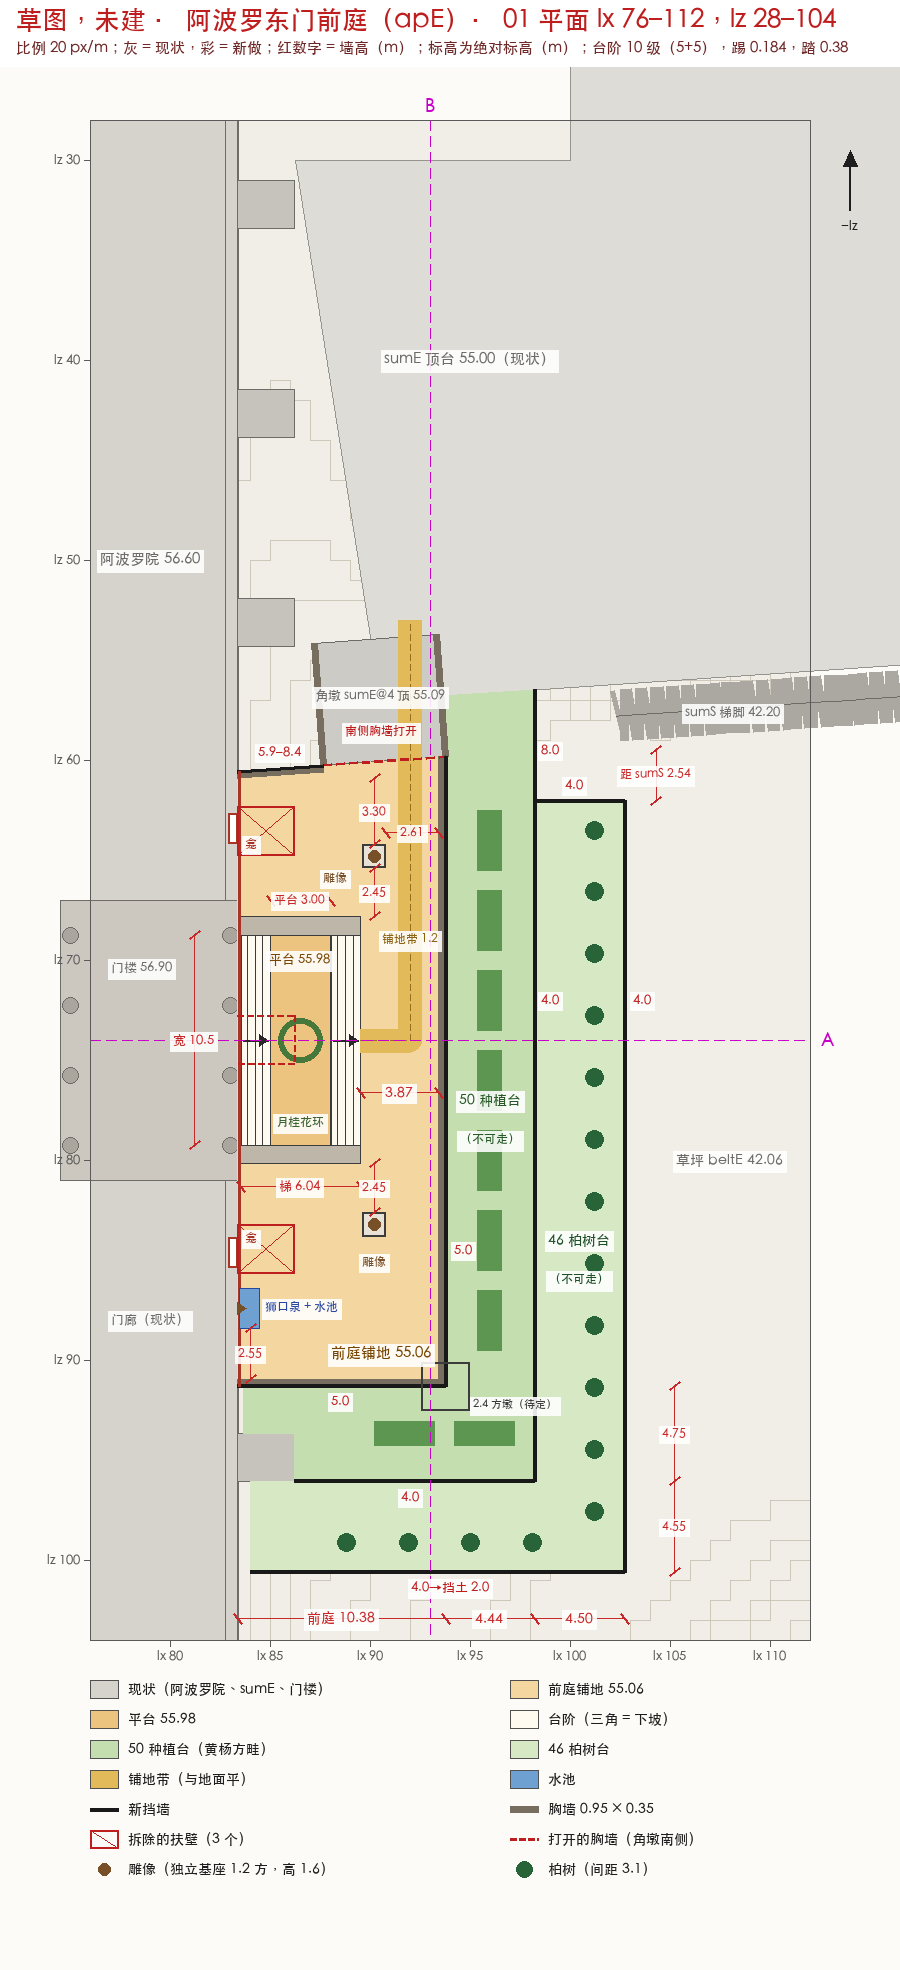 草图，未建 · 阿波罗东门前庭（apE）· 01 平面 lx 76–112，lz 28–104
比例 20 px/m；灰 = 现状，彩 = 新做；红数字 = 墙高（m）；标高为绝对标高（m）；台阶 10 级（5+5），踢 0.184，踏 0.38
B
lz 30
−lz
lz 40
sumE 顶台 55.00（现状）
lz 50
阿波罗院 56.60
角墩 sumE@4 顶 55.09
sumS 梯脚 42.20
南侧胸墙打开
lz 60
5.9–8.4
8.0
距 sumS 2.54
4.0
3.30
2.61
龛
雕像
2.45
平台 3.00
铺地带 1.2
平台 55.98
lz 70
门楼 56.90
4.0
4.0
宽 10.5
A
3.87
50 种植台
月桂花环
（不可走）
lz 80
草坪 beltE 42.06
梯 6.04
2.45
龛
5.0
46 柏树台
雕像
（不可走）
狮口泉 + 水池
门廊（现状）
2.55
前庭铺地 55.06
lz 90
5.0
2.4 方墩（待定）
4.75
4.0
4.55
lz 100
4.0→挡土 2.0
前庭 10.38
4.44
4.50
lx 80
lx 85
lx 90
lx 95
lx 100
lx 105
lx 110
现状（阿波罗院、sumE、门楼）
前庭铺地 55.06
平台 55.98
台阶（三角 = 下坡）
50 种植台（黄杨方畦）
46 柏树台
铺地带（与地面平）
水池
新挡墙
胸墙 0.95 × 0.35
拆除的扶壁（3 个）
打开的胸墙（角墩南侧）
雕像（独立基座 1.2 方，高 1.6）
柏树（间距 3.1）